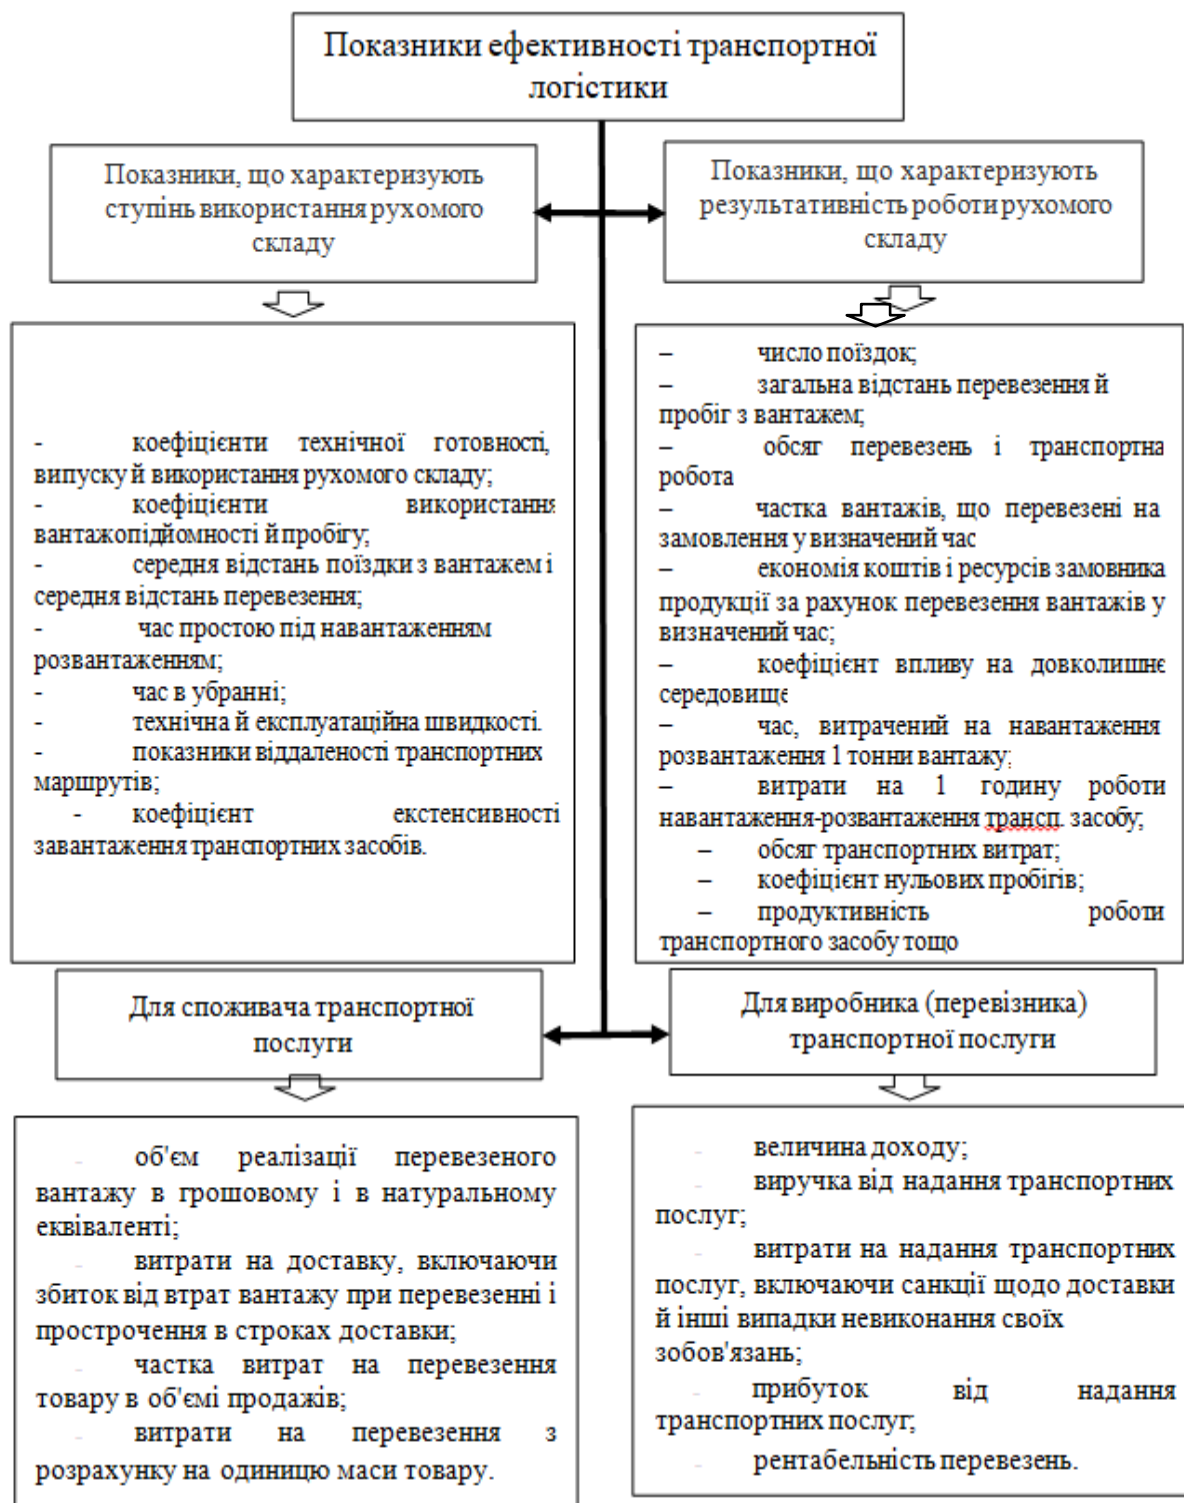 Показники ефективності транспортної
логістики
Показники, що характеризують
ступінь використання рухомого
складу
Показники, що характеризують
результативність роботи рухомого
складу
- коефіцієнти технічної готовності,
випуску й використання рухомого складу;
- коефіцієнти використання
вантажопідйомності й пробігу;
- середня відстань поїздки з вантажем і
середня відстань перевезення;
- час простою під навантаженням
розвантаженням;
- час в убранні;
- технічна й експлуатаційна швидкості.
- показники віддаленості транспортних
маршрутів;
- коефіцієнт екстенсивності
завантаження транспортних засобів.
– число поїздок;
– загальна відстань перевезення й
пробіг з вантажем;
– обсяг перевезень і транспортна
робота
– частка вантажів, що перевезені на
замовлення у визначений час
– економія коштів і ресурсів замовника
продукції за рахунок перевезення вантажів у
визначений час;
– коефіцієнт впливу на довколишнє
середовище
– час, витрачений на навантаження
розвантаження 1 тонни вантажу;
– витрати на 1 годину роботи
навантаження-розвантаження трансп. засобу;
– обсяг транспортних витрат;
– коефіцієнт нульових пробігів;
– продуктивність роботи
транспортного засобу тощо
Для споживача транспортної
послуги
Для виробника (перевізника)
транспортної послуги
- об'єм реалізації перевезеного
вантажу в грошовому і в натуральному
еквіваленті;
- витрати на доставку, включаючи
збиток від втрат вантажу при перевезенні і
прострочення в строках доставки;
- частка витрат на перевезення
товару в об'ємі продажів;
- витрати на перевезення з
розрахунку на одиницю маси товару.
- величина доходу;
- виручка від надання транспортних
послуг;
- витрати на надання транспортних
послуг, включаючи санкції щодо доставки
й інші випадки невиконання своїх
зобов'язань;
- прибуток від надання
транспортних послуг;
- рентабельність перевезень.